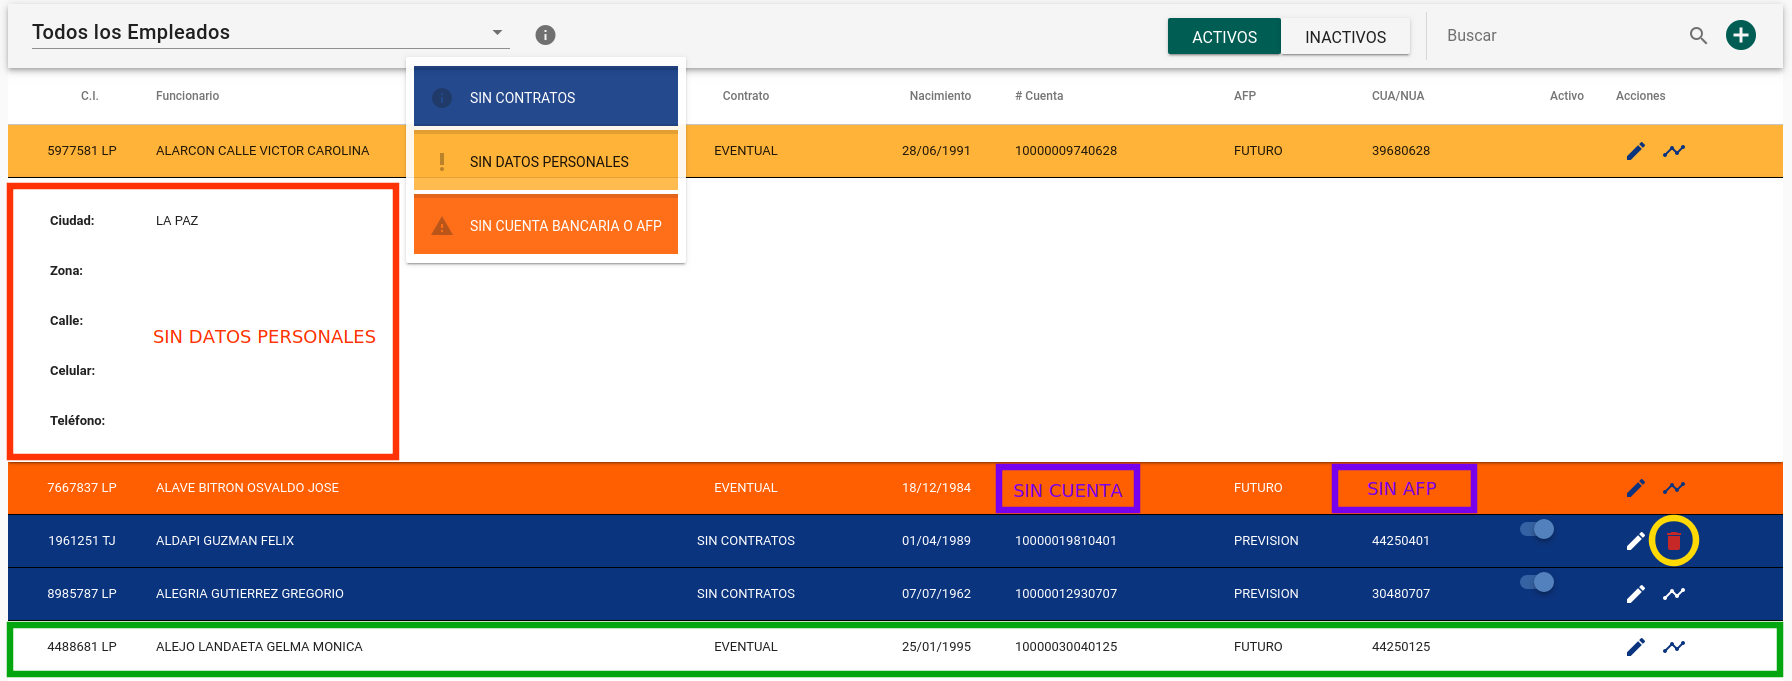 Todos los Empleados
ACTIVOS INACTIVOS Buscar
C.I. Funcionario Contrato Nacimiento # Cuenta AFP CUA/NUA Activo Acciones
SIN CONTRATOS
SIN DATOS PERSONALES
SIN CUENTA BANCARIA O AFP
5977581 LP ALARCON CALLE VICTOR CAROLINA EVENTUAL 28/06/1991 10000009740628 FUTURO 39680628
Ciudad: LA PAZ
Zona:
Calle:
SIN DATOS PERSONALES
Celular:
Teléfono:
7667837 LP ALAVE BITRON OSVALDO JOSE EVENTUAL 18/12/1984 SIN CUENTA FUTURO SIN AFP
1961251 TJ ALDAPI GUZMAN FELIX SIN CONTRATOS 01/04/1989 10000019810401 PREVISION 44250401
8985787 LP ALEGRIA GUTIERREZ GREGORIO SIN CONTRATOS 07/07/1962 10000012930707 PREVISION 30480707
4488681 LP ALEJO LANDAETA GELMA MONICA EVENTUAL 25/01/1995 10000030040125 FUTURO 44250125